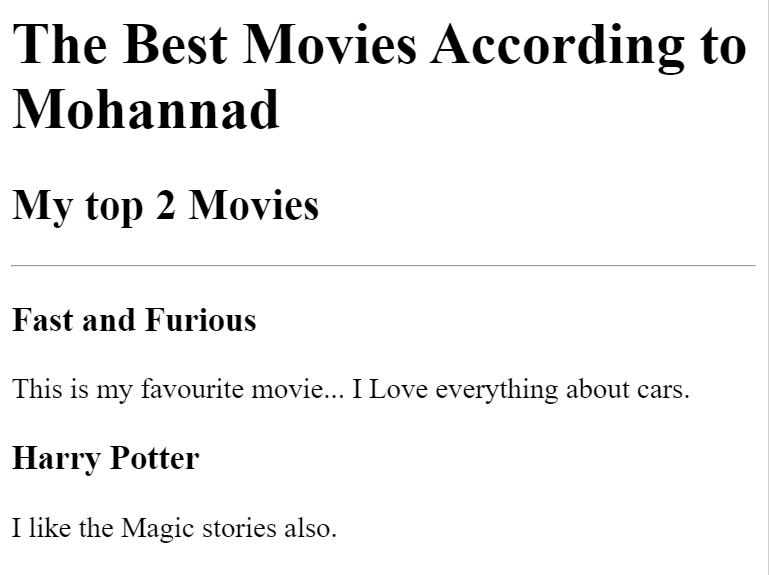 The Best Movies According to
Mohannad
My top 2 Movies
Fast and Furious
This is my favourite movie... I Love everything about cars.
Harry Potter
I like the Magic stories also.